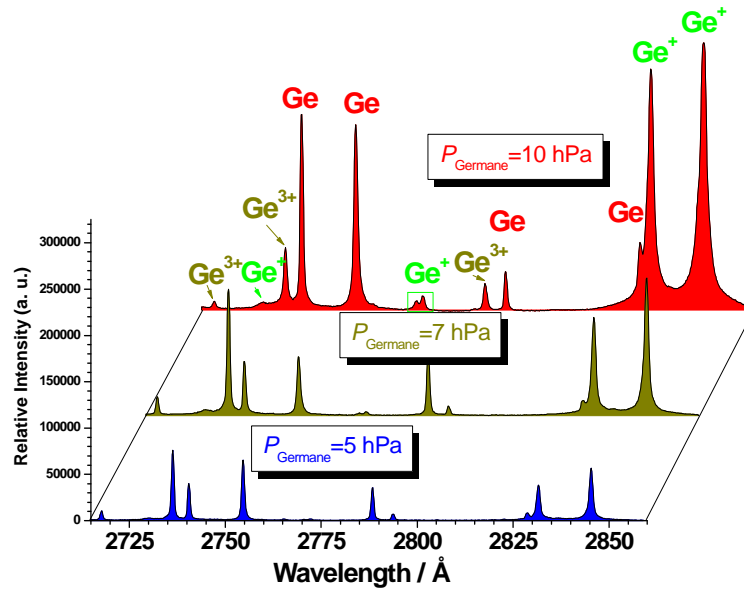 Ge⁺
Ge⁺
Ge
Ge
P_Germane=10 hPa
Ge³⁺
Ge
Ge
Ge³⁺
Ge⁺
Ge⁺
Ge³⁺
P_Germane=7 hPa
P_Germane=5 hPa
Relative Intensity (a. u.)
300000
250000
200000
150000
100000
50000
0
2725 2750 2775 2800 2825 2850
Wavelength / Å